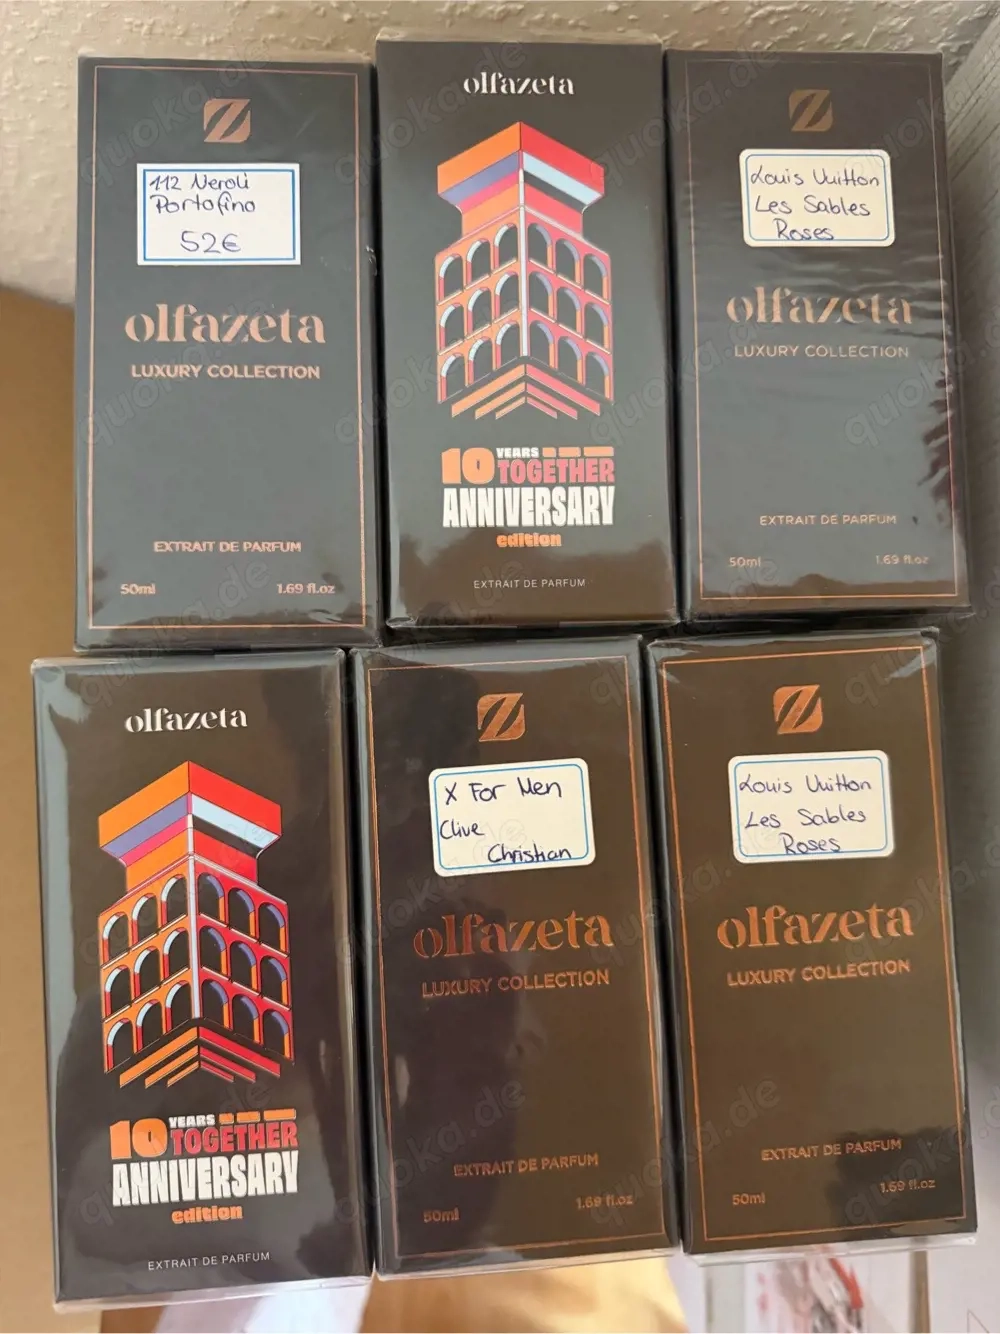 112 Neroli
Portofino
52€
olfazeta
LUXURY COLLECTION
EXTRAIT DE PARFUM
50ml 1.69 fl.oz
olfazeta
10 YEARS
TOGETHER
ANNIVERSARY
edition
EXTRAIT DE PARFUM
Louis Vuitton
Les Sables
Roses
olfazeta
LUXURY COLLECTION
EXTRAIT DE PARFUM
50ml 1.69 fl.oz
olfazeta
10 YEARS
TOGETHER
ANNIVERSARY
edition
EXTRAIT DE PARFUM
X For Men
Clive
Christian
olfazeta
LUXURY COLLECTION
EXTRAIT DE PARFUM
50ml 1.69 fl.oz
Louis Vuitton
Les Sables
Roses
olfazeta
LUXURY COLLECTION
EXTRAIT DE PARFUM
50ml 1.69 fl.oz
quoka.de